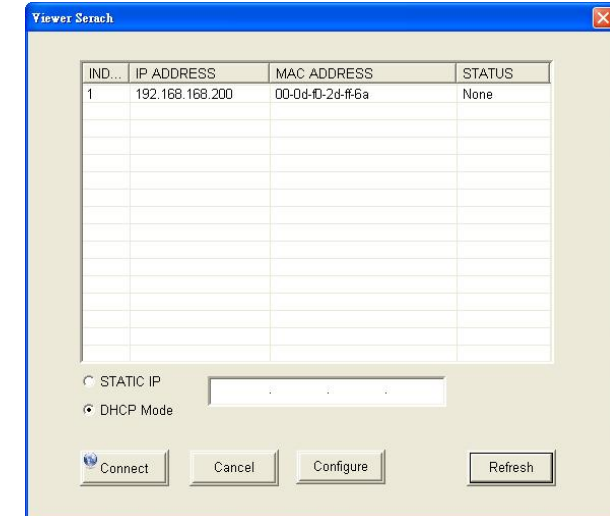 Viewer Serach
IND... IP ADDRESS MAC ADDRESS STATUS
1 192.168.168.200 00-0d-f0-2d-ff-6a None
STATIC IP . . .
DHCP Mode
Connect Cancel Configure Refresh